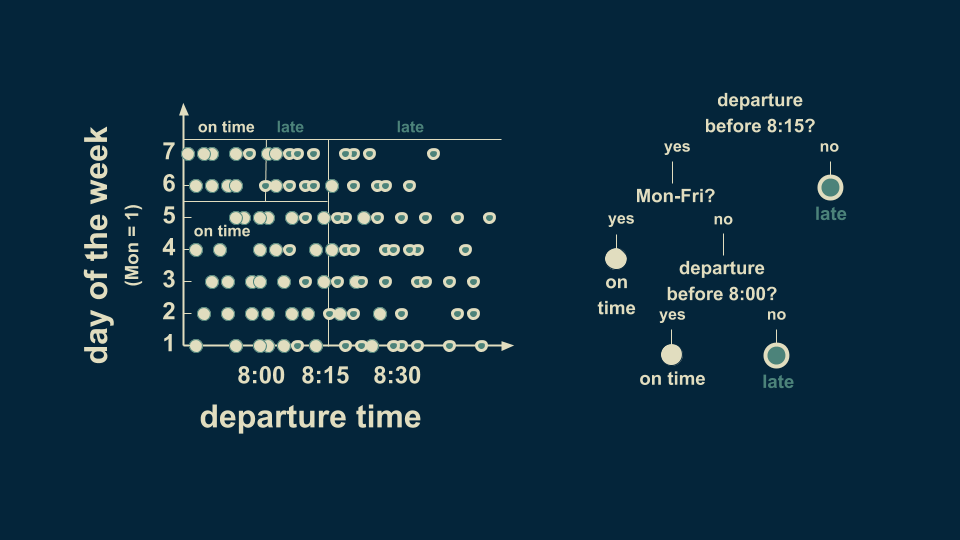 on time late late
7
6
5
on time
4
3
2
1
day of the week
(Mon = 1)
8:00 8:15 8:30
departure time
departure
before 8:15?
yes no
Mon-Fri?
late
yes no
on
time
departure
before 8:00?
yes no
on time
late